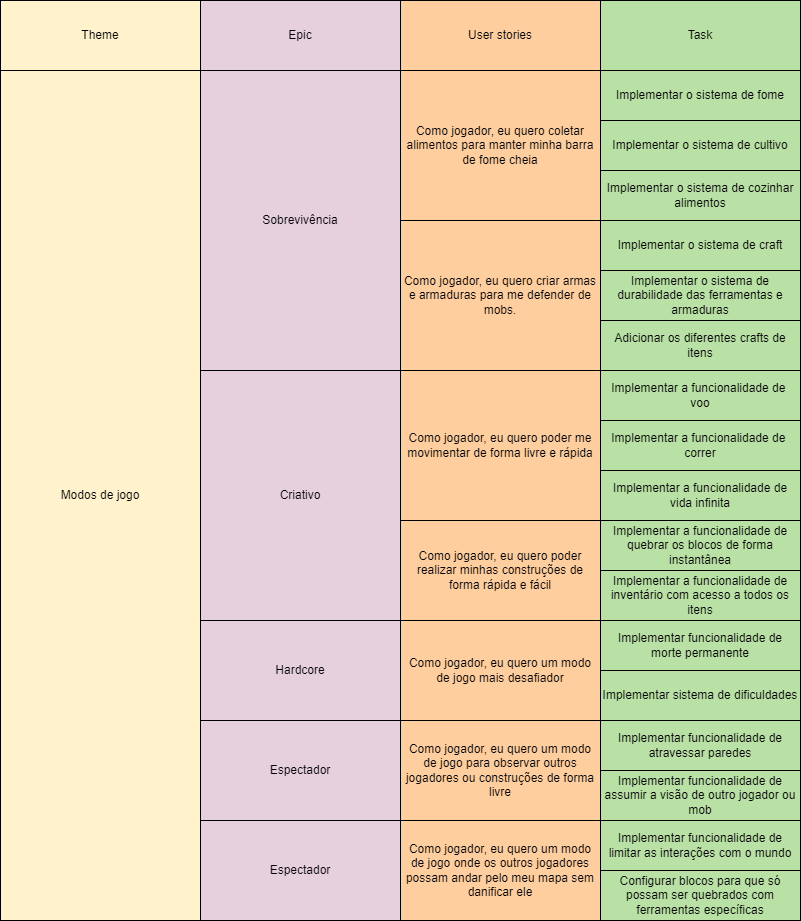 Theme
Epic
User stories
Task
Modos de jogo
Sobrevivência
Como jogador, eu quero coletar
alimentos para manter minha barra
de fome cheia
Implementar o sistema de fome
Implementar o sistema de cultivo
Implementar o sistema de cozinhar
alimentos
Como jogador, eu quero criar armas
e armaduras para me defender de
mobs.
Implementar o sistema de craft
Implementar o sistema de
durabilidade das ferramentas e
armaduras
Adicionar os diferentes crafts de
itens
Criativo
Como jogador, eu quero poder me
movimentar de forma livre e rápida
Implementar a funcionalidade de
voo
Implementar a funcionalidade de
correr
Implementar a funcionalidade de
vida infinita
Como jogador, eu quero poder
realizar minhas construções de
forma rápida e fácil
Implementar a funcionalidade de
quebrar os blocos de forma
instantânea
Implementar a funcionalidade de
inventário com acesso a todos os
itens
Hardcore
Como jogador, eu quero um modo
de jogo mais desafiador
Implementar funcionalidade de
morte permanente
Implementar sistema de dificuldades
Espectador
Como jogador, eu quero um modo
de jogo para observar outros
jogadores ou construções de forma
livre
Implementar funcionalidade de
atravessar paredes
Implementar funcionalidade de
assumir a visão de outro jogador ou
mob
Espectador
Como jogador, eu quero um modo
de jogo onde os outros jogadores
possam andar pelo meu mapa sem
danificar ele
Implementar funcionalidade de
limitar as interações com o mundo
Configurar blocos para que só
possam ser quebrados com
ferramentas específicas